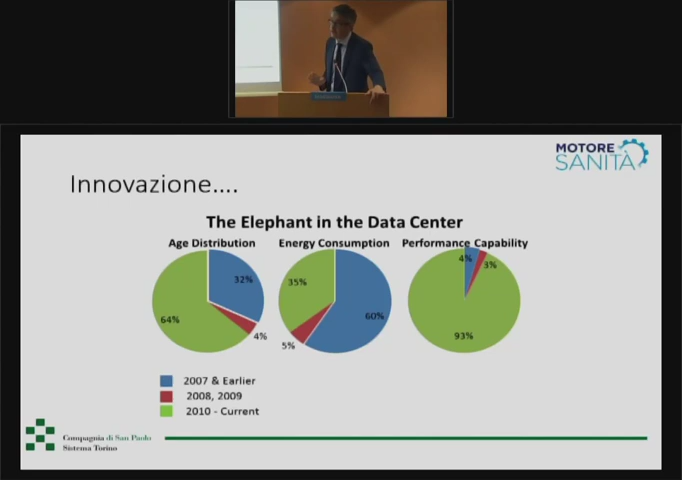 MOTORE
SANITÀ
Innovazione....
The Elephant in the Data Center
Age Distribution
32%
4%
64%
Energy Consumption
60%
5%
35%
Performance Capability
4%
3%
93%
2007 & Earlier
2008, 2009
2010 - Current
Compagnia di San Paolo
Sistema Torino